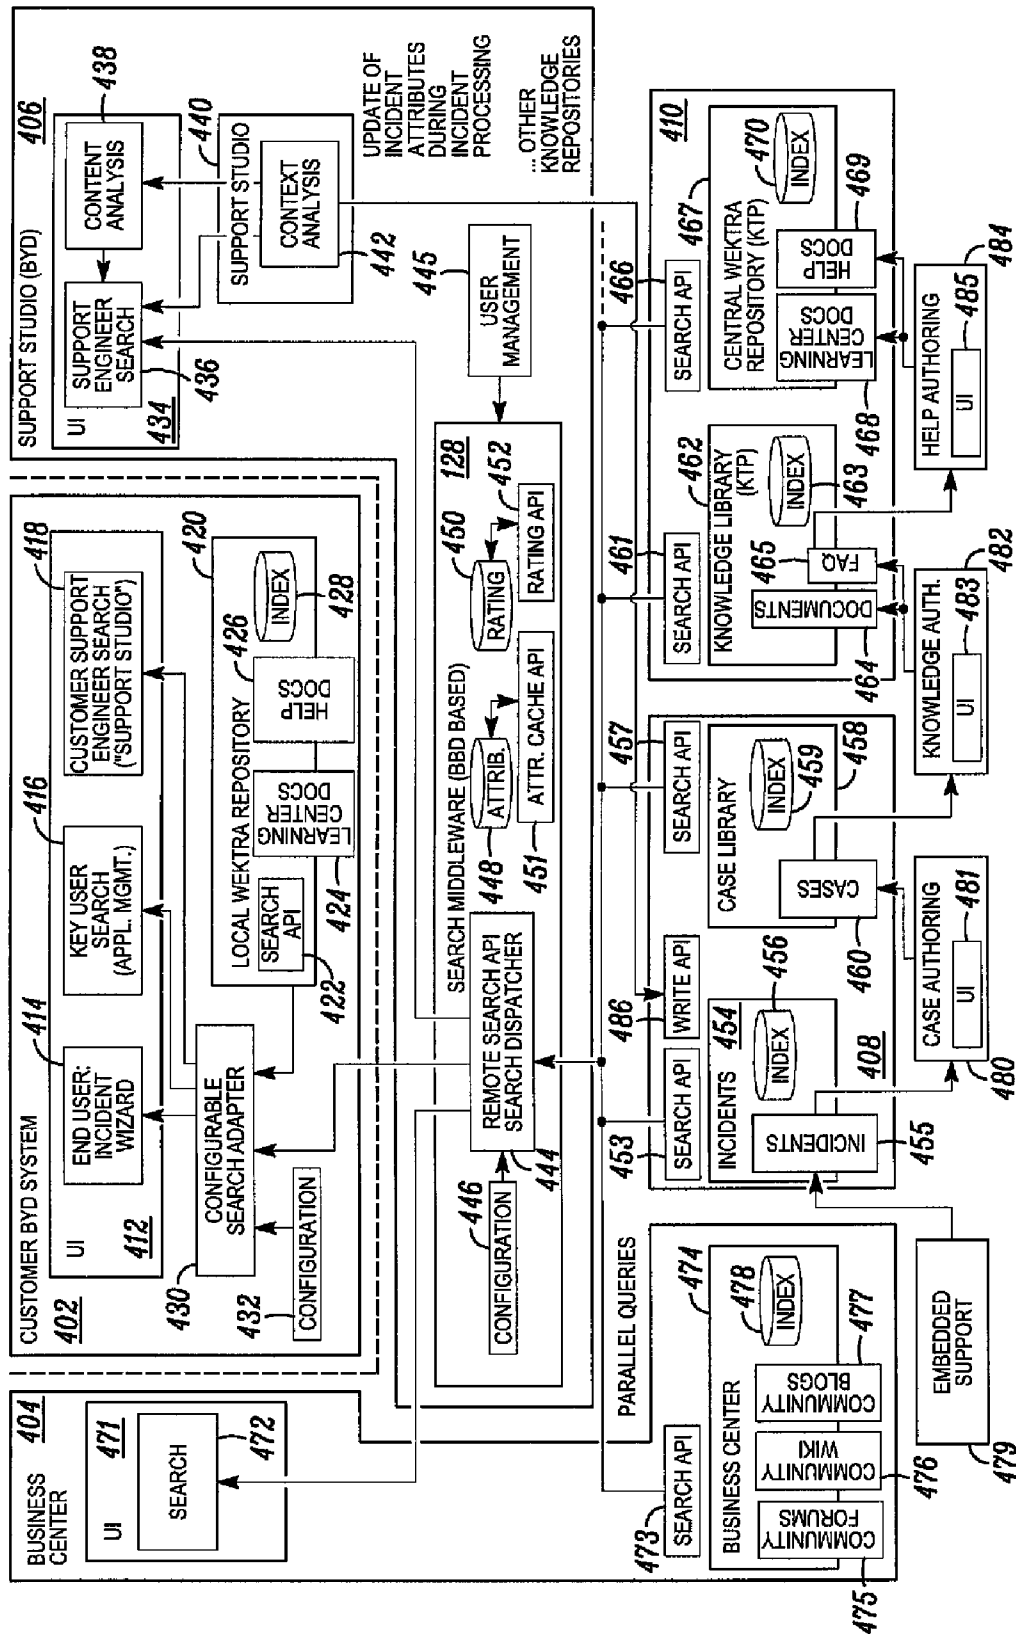 BUSINESS
CENTER
404
UI
471
SEARCH
472
CUSTOMER BYD SYSTEM
402
UI
412
END USER:
INCIDENT
WIZARD
414
KEY USER
SEARCH
(APPL. MGMT.)
416
CUSTOMER SUPPORT
ENGINEER SEARCH
("SUPPORT STUDIO")
418
CONFIGURABLE
SEARCH ADAPTER
430
432
CONFIGURATION
LOCAL WEKTRA REPOSITORY
420
SEARCH
API
422
LEARNING
CENTER
DOCS
424
HELP
DOCS
426
INDEX
428
SUPPORT STUDIO (BYD)
406
UI
434
SUPPORT
ENGINEER
SEARCH
436
CONTENT
ANALYSIS
438
SUPPORT STUDIO
440
CONTEXT
ANALYSIS
442
UPDATE OF
INCIDENT
ATTRIBUTES
DURING
INCIDENT
PROCESSING
...OTHER
KNOWLEDGE
REPOSITORIES
SEARCH MIDDLEWARE (BBD BASED)
128
REMOTE SEARCH API
SEARCH DISPATCHER
444
446
CONFIGURATION
ATTRIB.
448
ATTR. CACHE API
451
RATING
450
RATING API
452
USER
MANAGEMENT
445
PARALLEL QUERIES
SEARCH API
473
BUSINESS CENTER
474
COMMUNITY
FORUMS
475
COMMUNITY
WIKI
476
COMMUNITY
BLOGS
477
INDEX
478
SEARCH API
453
WRITE API
486
INCIDENTS
454
INDEX
456
INCIDENTS
455
408
SEARCH API
457
CASE LIBRARY
458
INDEX
459
CASES
460
SEARCH API
461
KNOWLEDGE LIBRARY
(KTP)
462
INDEX
463
DOCUMENTS
464
FAQ
465
SEARCH API
466
410
CENTRAL WEKTRA
REPOSITORY (KTP)
467
INDEX
470
LEARNING
CENTER
DOCS
468
HELP
DOCS
469
EMBEDDED
SUPPORT
479
CASE AUTHORING
480
UI
481
KNOWLEDGE AUTH.
482
UI
483
HELP AUTHORING
484
UI
485